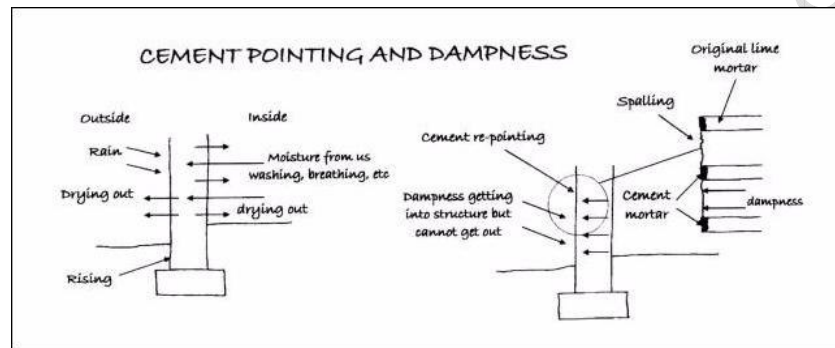 CEMENT POINTING AND DAMPNESS
Outside
Inside
Rain
Moisture from us
washing, breathing, etc
Drying out
drying out
Rising
Original lime
mortar
Spalling
Cement re-pointing
Dampness getting
into structure but
cannot get out
Cement
mortar
dampness